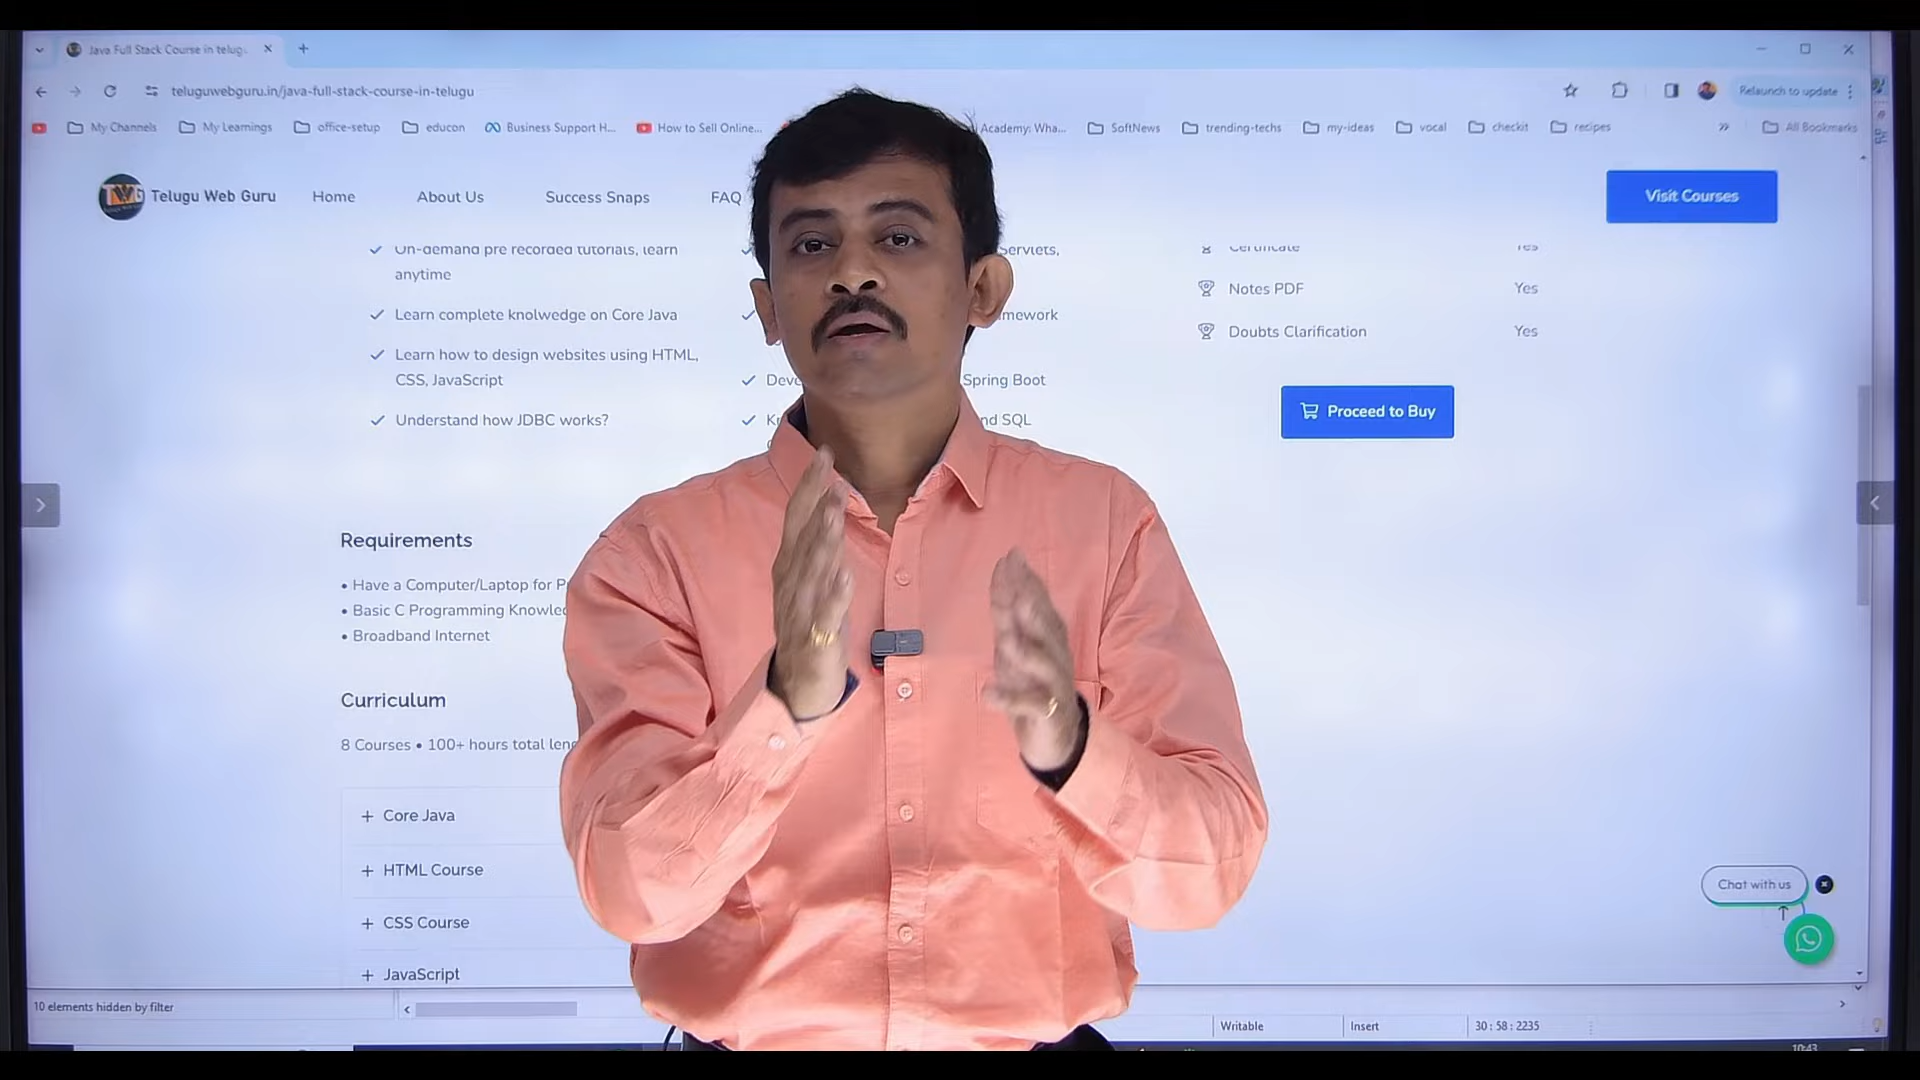 Java Full Stack Course in telug
teluguwebguru.in/java-full-stack-course-in-telugu
Relaunch to update
My Channels
My Learnings
office-setup
educon
Business Support H...
How to Sell Online...
Academy: Wha...
SoftNews
trending-techs
my-ideas
vocal
checkit
recipes
All Bookmarks
TWG Telugu Web Guru
Home
About Us
Success Snaps
FAQ
Visit Courses
On-demand pre recorded tutorials, learn
anytime
Learn complete knolwedge on Core Java
Learn how to design websites using HTML,
CSS, JavaScript
Understand how JDBC works?
Servlets,
Spring Boot
SQL
Certificate Yes
Notes PDF Yes
Doubts Clarification Yes
Proceed to Buy
Requirements
• Have a Computer/Laptop for
• Basic C Programming
• Broadband Internet
Curriculum
8 Courses • 100+ hours total
+ Core Java
+ HTML Course
+ CSS Course
+ JavaScript
Chat with us
10 elements hidden by filter
Writable
Insert
30 : 58 : 2235
10:43